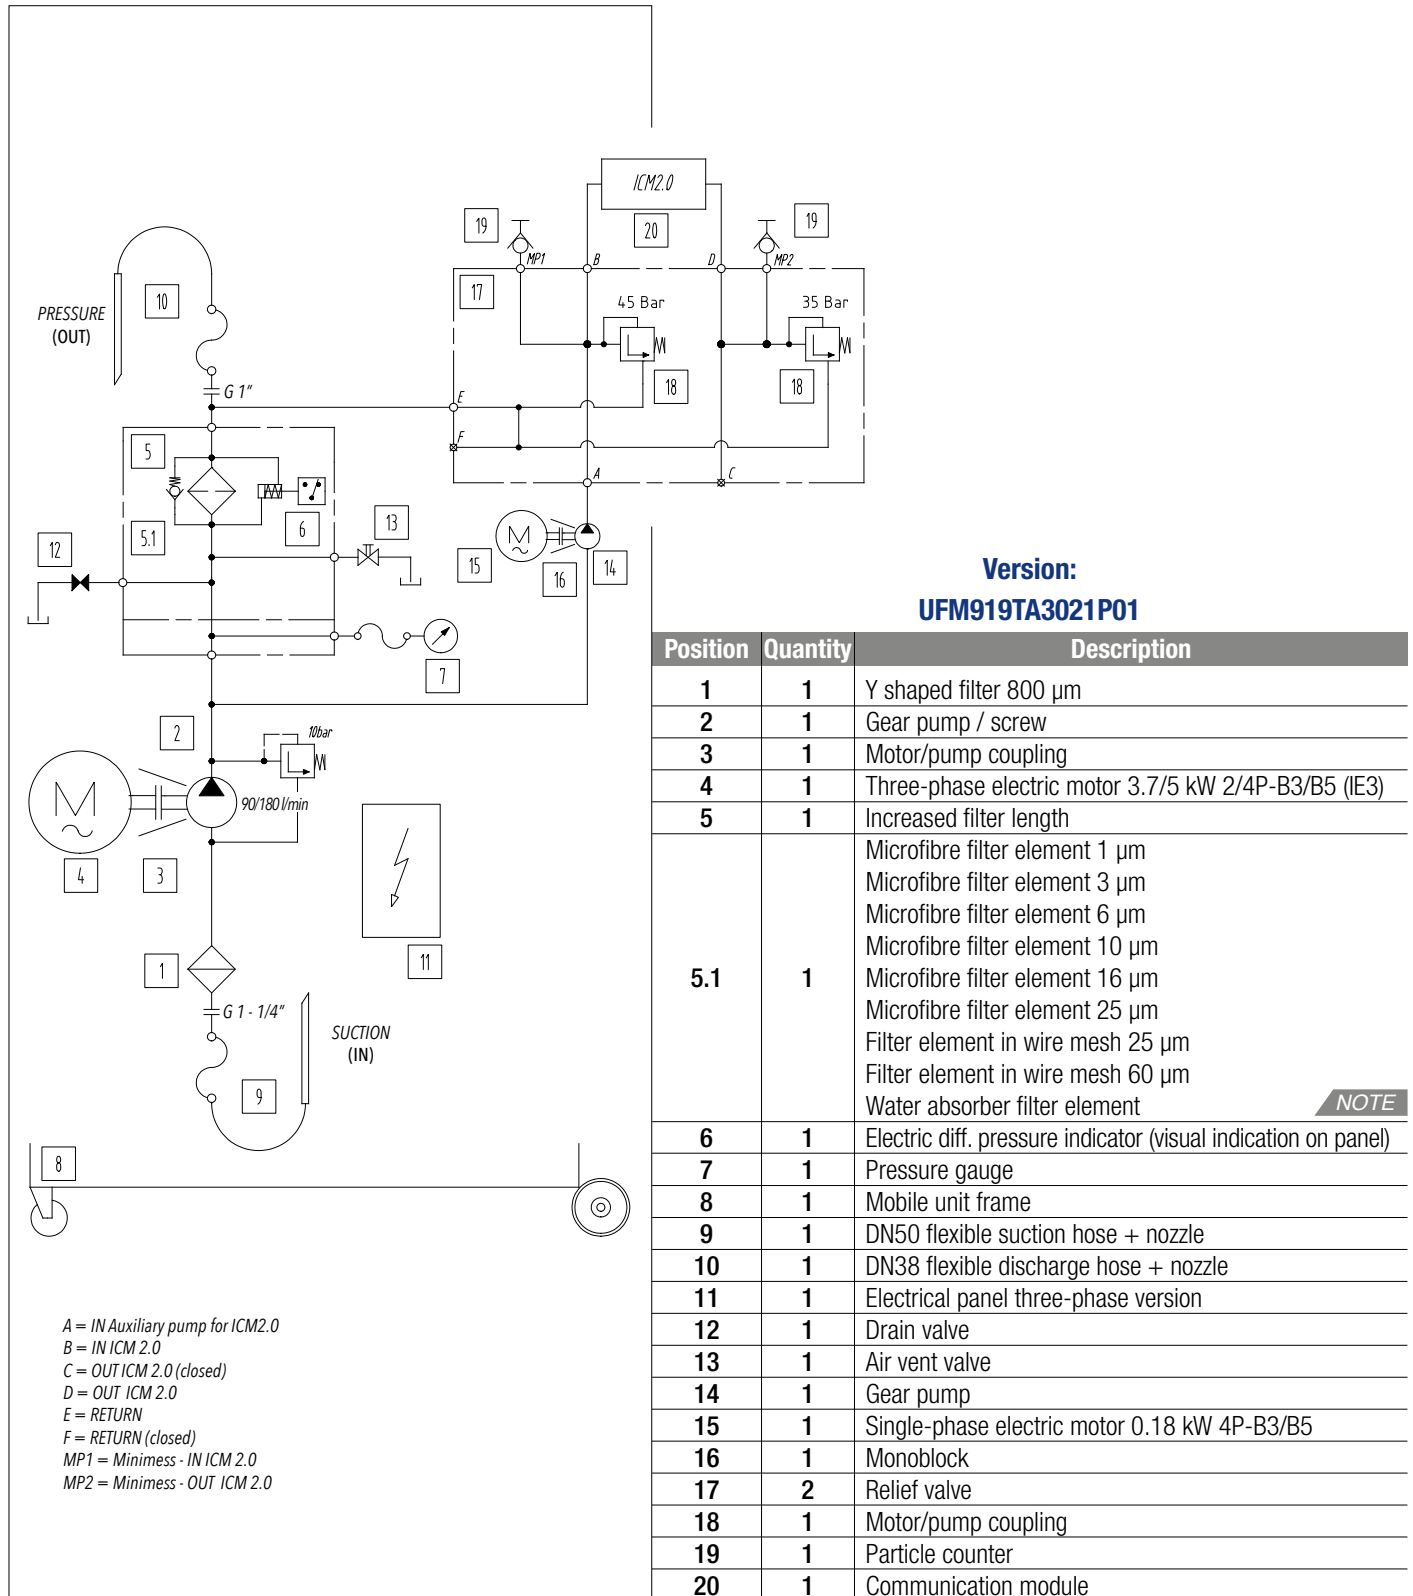 ICM2.0
20
19
19
MP1
B
D
MP2
17
45 Bar
35 Bar
18
18
10
PRESSURE
(OUT)
G 1"
E
F
A
C
5
5.1
6
13
12
15
16
14
7
2
10bar
90/180 l/min
4
3
11
1
G 1 - 1/4"
SUCTION
(IN)
9
8
M
M
A = IN Auxiliary pump for ICM2.0
B = IN ICM 2.0
C = OUT ICM 2.0 (closed)
D = OUT ICM 2.0
E = RETURN
F = RETURN (closed)
MP1 = Minimess - IN ICM 2.0
MP2 = Minimess - OUT ICM 2.0
Version:
UFM919TA3021P01
Position Quantity Description
1 1 Y shaped filter 800 µm
2 1 Gear pump / screw
3 1 Motor/pump coupling
4 1 Three-phase electric motor 3.7/5 kW 2/4P-B3/B5 (IE3)
5 1 Increased filter length
5.1 1 Microfibre filter element 1 µm
Microfibre filter element 3 µm
Microfibre filter element 6 µm
Microfibre filter element 10 µm
Microfibre filter element 16 µm
Microfibre filter element 25 µm
Filter element in wire mesh 25 µm
Filter element in wire mesh 60 µm
Water absorber filter element NOTE
6 1 Electric diff. pressure indicator (visual indication on panel)
7 1 Pressure gauge
8 1 Mobile unit frame
9 1 DN50 flexible suction hose + nozzle
10 1 DN38 flexible discharge hose + nozzle
11 1 Electrical panel three-phase version
12 1 Drain valve
13 1 Air vent valve
14 1 Gear pump
15 1 Single-phase electric motor 0.18 kW 4P-B3/B5
16 1 Monoblock
17 2 Relief valve
18 1 Motor/pump coupling
19 1 Particle counter
20 1 Communication module